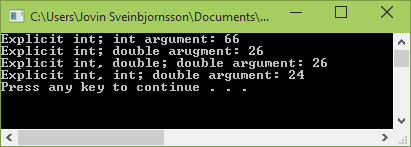 C:\Users\Jovin Sveinbjornsson\Documents\...
Explicit int; int argument: 66
Explicit int; double arugment: 26
Explicit int, double; double argument: 26
Explicit int, int; double argument: 24
Press any key to continue . . .